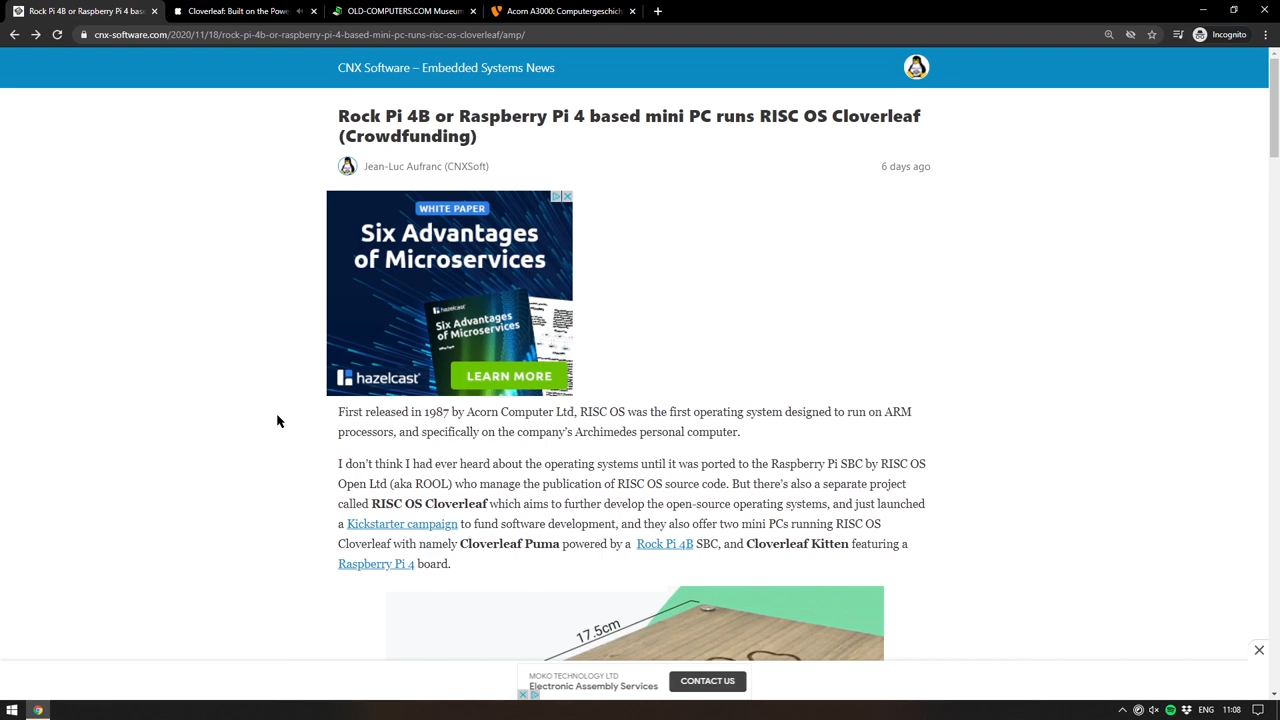 Rock Pi 4B or Raspberry Pi 4 based
Cloverleaf: Built on the Powe
OLD-COMPUTERS.COM Museum
Acorn A3000 Computergeschichte
Incognito
cnx-software.com/2020/11/18/rock-pi-4b-or-raspberry-pi-4-based-mini-pc-runs-risc-os-cloverleaf/amp/
CNX Software – Embedded Systems News
Rock Pi 4B or Raspberry Pi 4 based mini PC runs RISC OS Cloverleaf
(Crowdfunding)
Jean-Luc Aufranc (CNXSoft)
6 days ago
WHITE PAPER
Six Advantages
of Microservices
hazelcast
Six Advantages
of Microservices
hazelcast
LEARN MORE
First released in 1987 by Acorn Computer Ltd, RISC OS was the first operating system designed to run on ARM
processors, and specifically on the company’s Archimedes personal computer.
I don’t think I had ever heard about the operating systems until it was ported to the Raspberry Pi SBC by RISC OS
Open Ltd (aka ROOL) who manage the publication of RISC OS source code. But there’s also a separate project
called RISC OS Cloverleaf which aims to further develop the open-source operating systems, and just launched
a Kickstarter campaign to fund software development, and they also offer two mini PCs running RISC OS
Cloverleaf with namely Cloverleaf Puma powered by a Rock Pi 4B SBC, and Cloverleaf Kitten featuring a
Raspberry Pi 4 board.
17.5cm
MOKO TECHNOLOGY LTD
Electronic Assembly Services
CONTACT US
ENG
11:08